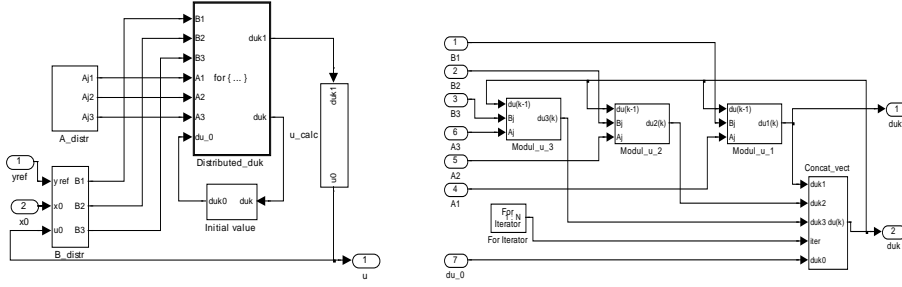 B1
B2
B3
A1
A2
A3
du_0
for { ... }
duk1
duk
Distributed_duk
Aj1
Aj2
Aj3
A_distr
duk1
u0
u_calc
duk0
duk
Initial value
1
yref
2
x0
y ref
x0
u0
B1
B2
B3
B_distr
1
u
1
B1
2
B2
3
B3
6
A3
5
A2
4
A1
7
du_0
du(k-1)
Bj
Aj
du3(k)
Modul_u_3
du(k-1)
Bj
Aj
du2(k)
Modul_u_2
du(k-1)
Bj
Aj
du1(k)
Modul_u_1
For
Iterator
1 : N
For Iterator
Concat_vect
duk1
duk2
duk3
iter
duk0
du(k)
1
duk1
2
duk